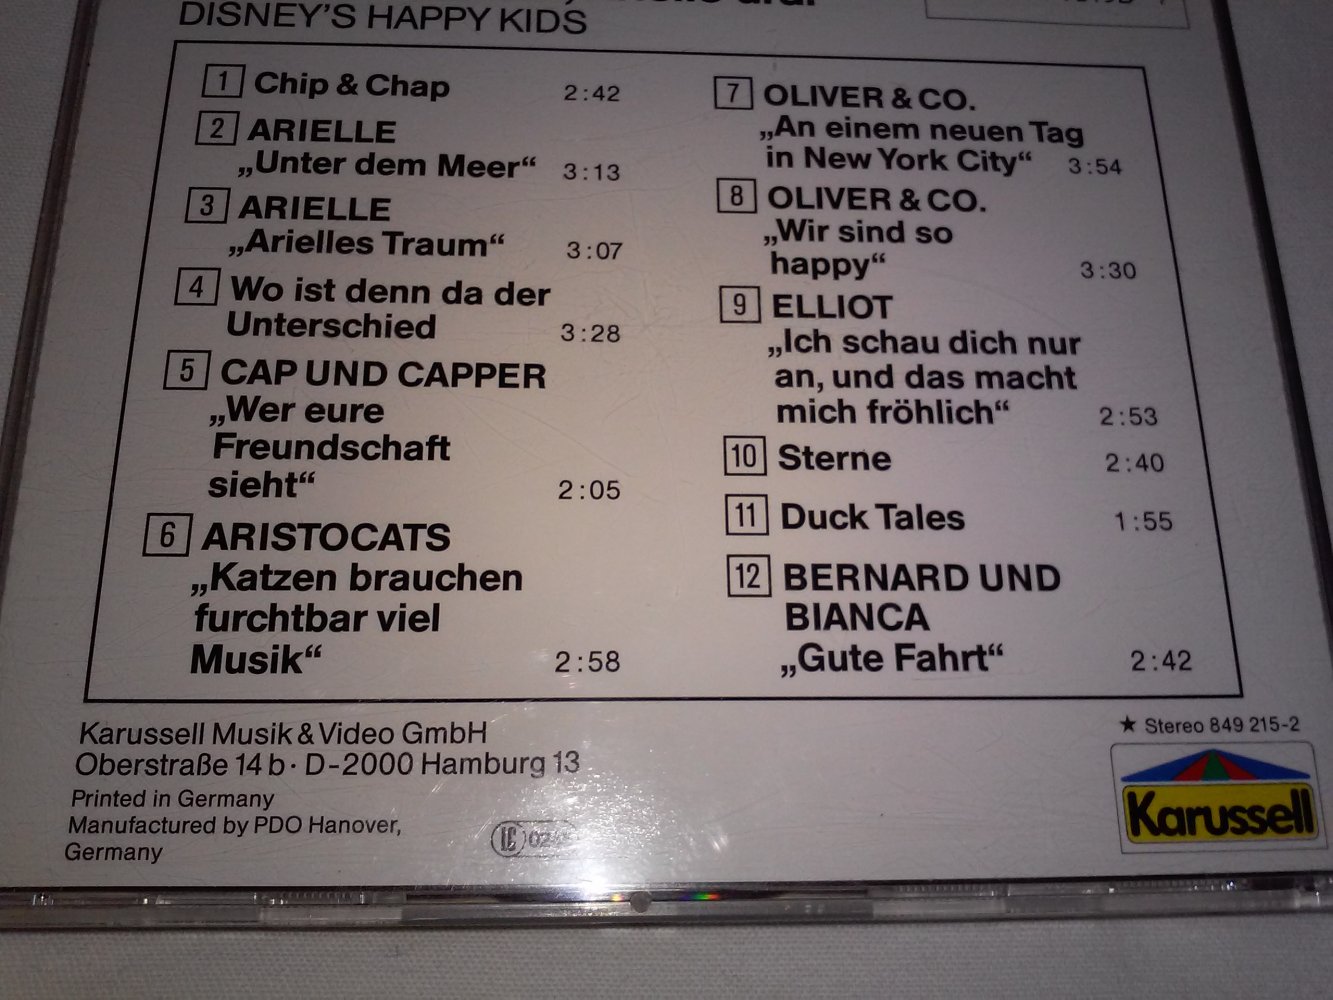 DISNEY'S HAPPY KIDS
1 Chip & Chap 2:42
2 ARIELLE
„Unter dem Meer“ 3:13
3 ARIELLE
„Arielles Traum“ 3:07
4 Wo ist denn da der
Unterschied 3:28
5 CAP UND CAPPER
„Wer eure
Freundschaft
sieht“ 2:05
6 ARISTOCATS
„Katzen brauchen
furchtbar viel
Musik“ 2:58
7 OLIVER & CO.
„An einem neuen Tag
in New York City“ 3:54
8 OLIVER & CO.
„Wir sind so
happy“ 3:30
9 ELLIOT
„Ich schau dich nur
an, und das macht
mich fröhlich“ 2:53
10 Sterne 2:40
11 Duck Tales 1:55
12 BERNARD UND
BIANCA
„Gute Fahrt“ 2:42
Karussell Musik & Video GmbH
Oberstraße 14 b · D-2000 Hamburg 13
Printed in Germany
Manufactured by PDO Hanover,
Germany
LC
★ Stereo 849 215-2
Karussell